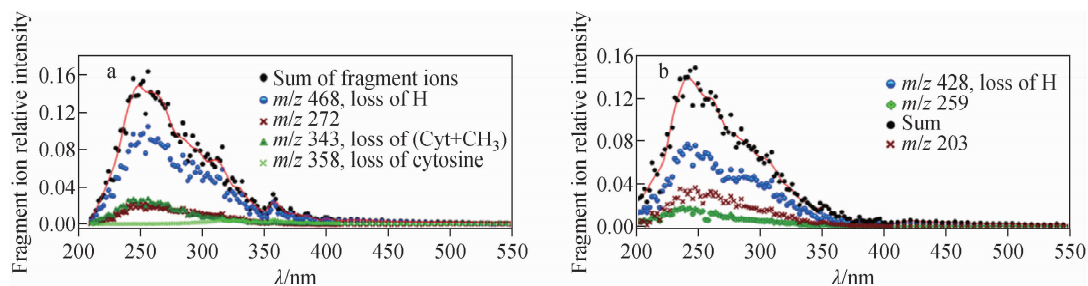 Fragment ion relative intensity
0.16
0.12
0.08
0.04
0.00
a
Sum of fragment ions
m/z 468, loss of H
m/z 272
m/z 343, loss of (Cyt+CH₃)
m/z 358, loss of cytosine
200 250 300 350 400 450 500 550
λ/nm
Fragment ion relative intensity
0.16
0.12
0.08
0.04
0.00
b
m/z 428, loss of H
m/z 259
Sum
m/z 203
200 250 300 350 400 450 500 550
λ/nm